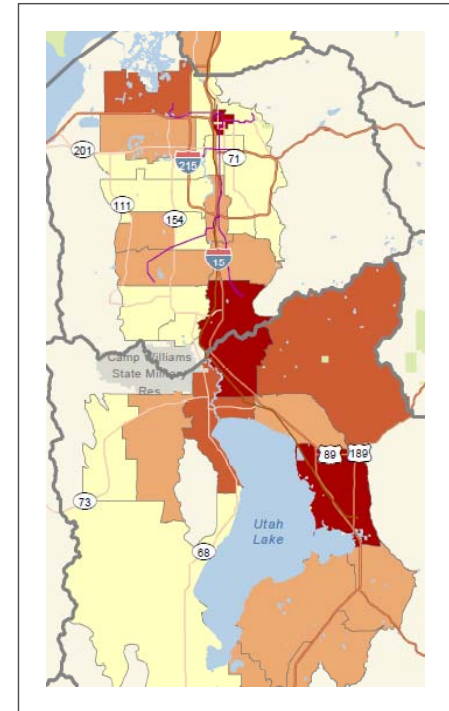 201
215
71
111
154
15
Camp Williams
State Military
Res.
89
189
73
Utah
Lake
68